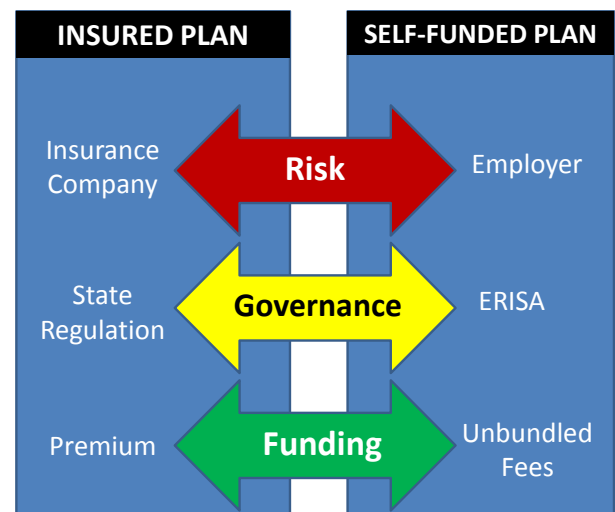 INSURED PLAN
SELF-FUNDED PLAN
Insurance
Company
Risk
Employer
State
Regulation
Governance
ERISA
Premium
Funding
Unbundled
Fees